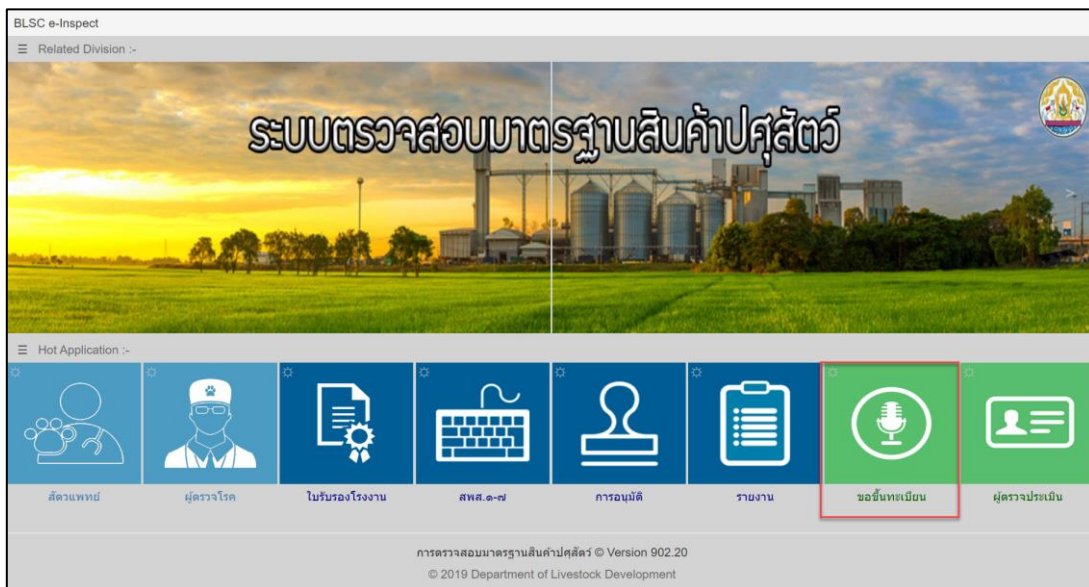 BLSC e-Inspect
☰ Related Division :-
ระบบตรวจสอบมาตรฐานสินค้าปศุสัตว์
>
☰ Hot Application :-
สัตวแพทย์
ผู้ตรวจโรค
ใบรับรองโรงงาน
สพส.๑-๗
การอนุมัติ
รายงาน
ขอขึ้นทะเบียน
ผู้ตรวจประเมิน
การตรวจสอบมาตรฐานสินค้าปศุสัตว์ © Version 902.20
© 2019 Department of Livestock Development